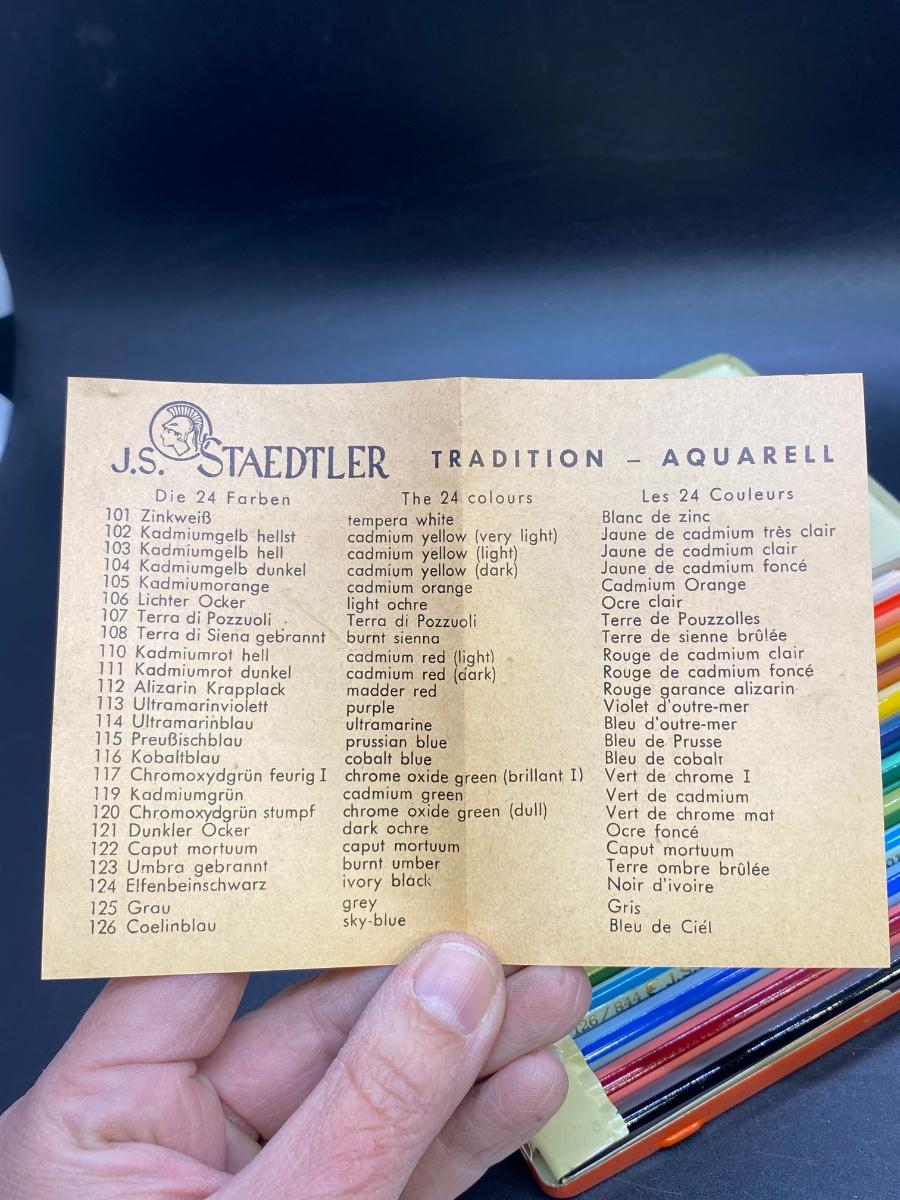 J.S. STAEDTLER TRADITION – AQUARELL
Die 24 Farben The 24 colours Les 24 Couleurs
101 Zinkweiß tempera white Blanc de zinc
102 Kadmiumgelb hellst cadmium yellow (very light) Jaune de cadmium très clair
103 Kadmiumgelb hell cadmium yellow (light) Jaune de cadmium clair
104 Kadmiumgelb dunkel cadmium yellow (dark) Jaune de cadmium foncé
105 Kadmiumorange cadmium orange Cadmium Orange
106 Lichter Ocker light ochre Ocre clair
107 Terra di Pozzuoli Terra di Pozzuoli Terre de Pouzzolles
108 Terra di Siena gebrannt burnt sienna Terre de sienne brûlée
110 Kadmiumrot hell cadmium red (light) Rouge de cadmium clair
111 Kadmiumrot dunkel cadmium red (dark) Rouge de cadmium foncé
112 Alizarin Krapplack madder red Rouge garance alizarin
113 Ultramarinviolett purple Violet d'outre-mer
114 Ultramarinblau ultramarine Bleu d'outre-mer
115 Preußischblau prussian blue Bleu de Prusse
116 Kobaltblau cobalt blue Bleu de cobalt
117 Chromoxydgrün feurig I chrome oxide green (brillant I) Vert de chrome I
119 Kadmiumgrün cadmium green Vert de cadmium
120 Chromoxydgrün stumpf chrome oxide green (dull) Vert de chrome mat
121 Dunkler Ocker dark ochre Ocre foncé
122 Caput mortuum caput mortuum Caput mortuum
123 Umbra gebrannt burnt umber Terre ombre brûlée
124 Elfenbeinschwarz ivory black Noir d'ivoire
125 Grau grey Gris
126 Coelinblau sky-blue Bleu de Ciél
126/844 J.S.